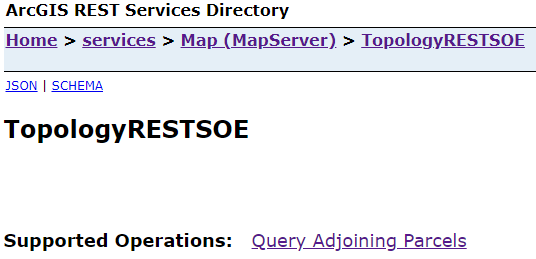 ArcGIS REST Services Directory
Home > services > Map (MapServer) > TopologyRESTSOE
JSON | SCHEMA
TopologyRESTSOE
Supported Operations: Query Adjoining Parcels